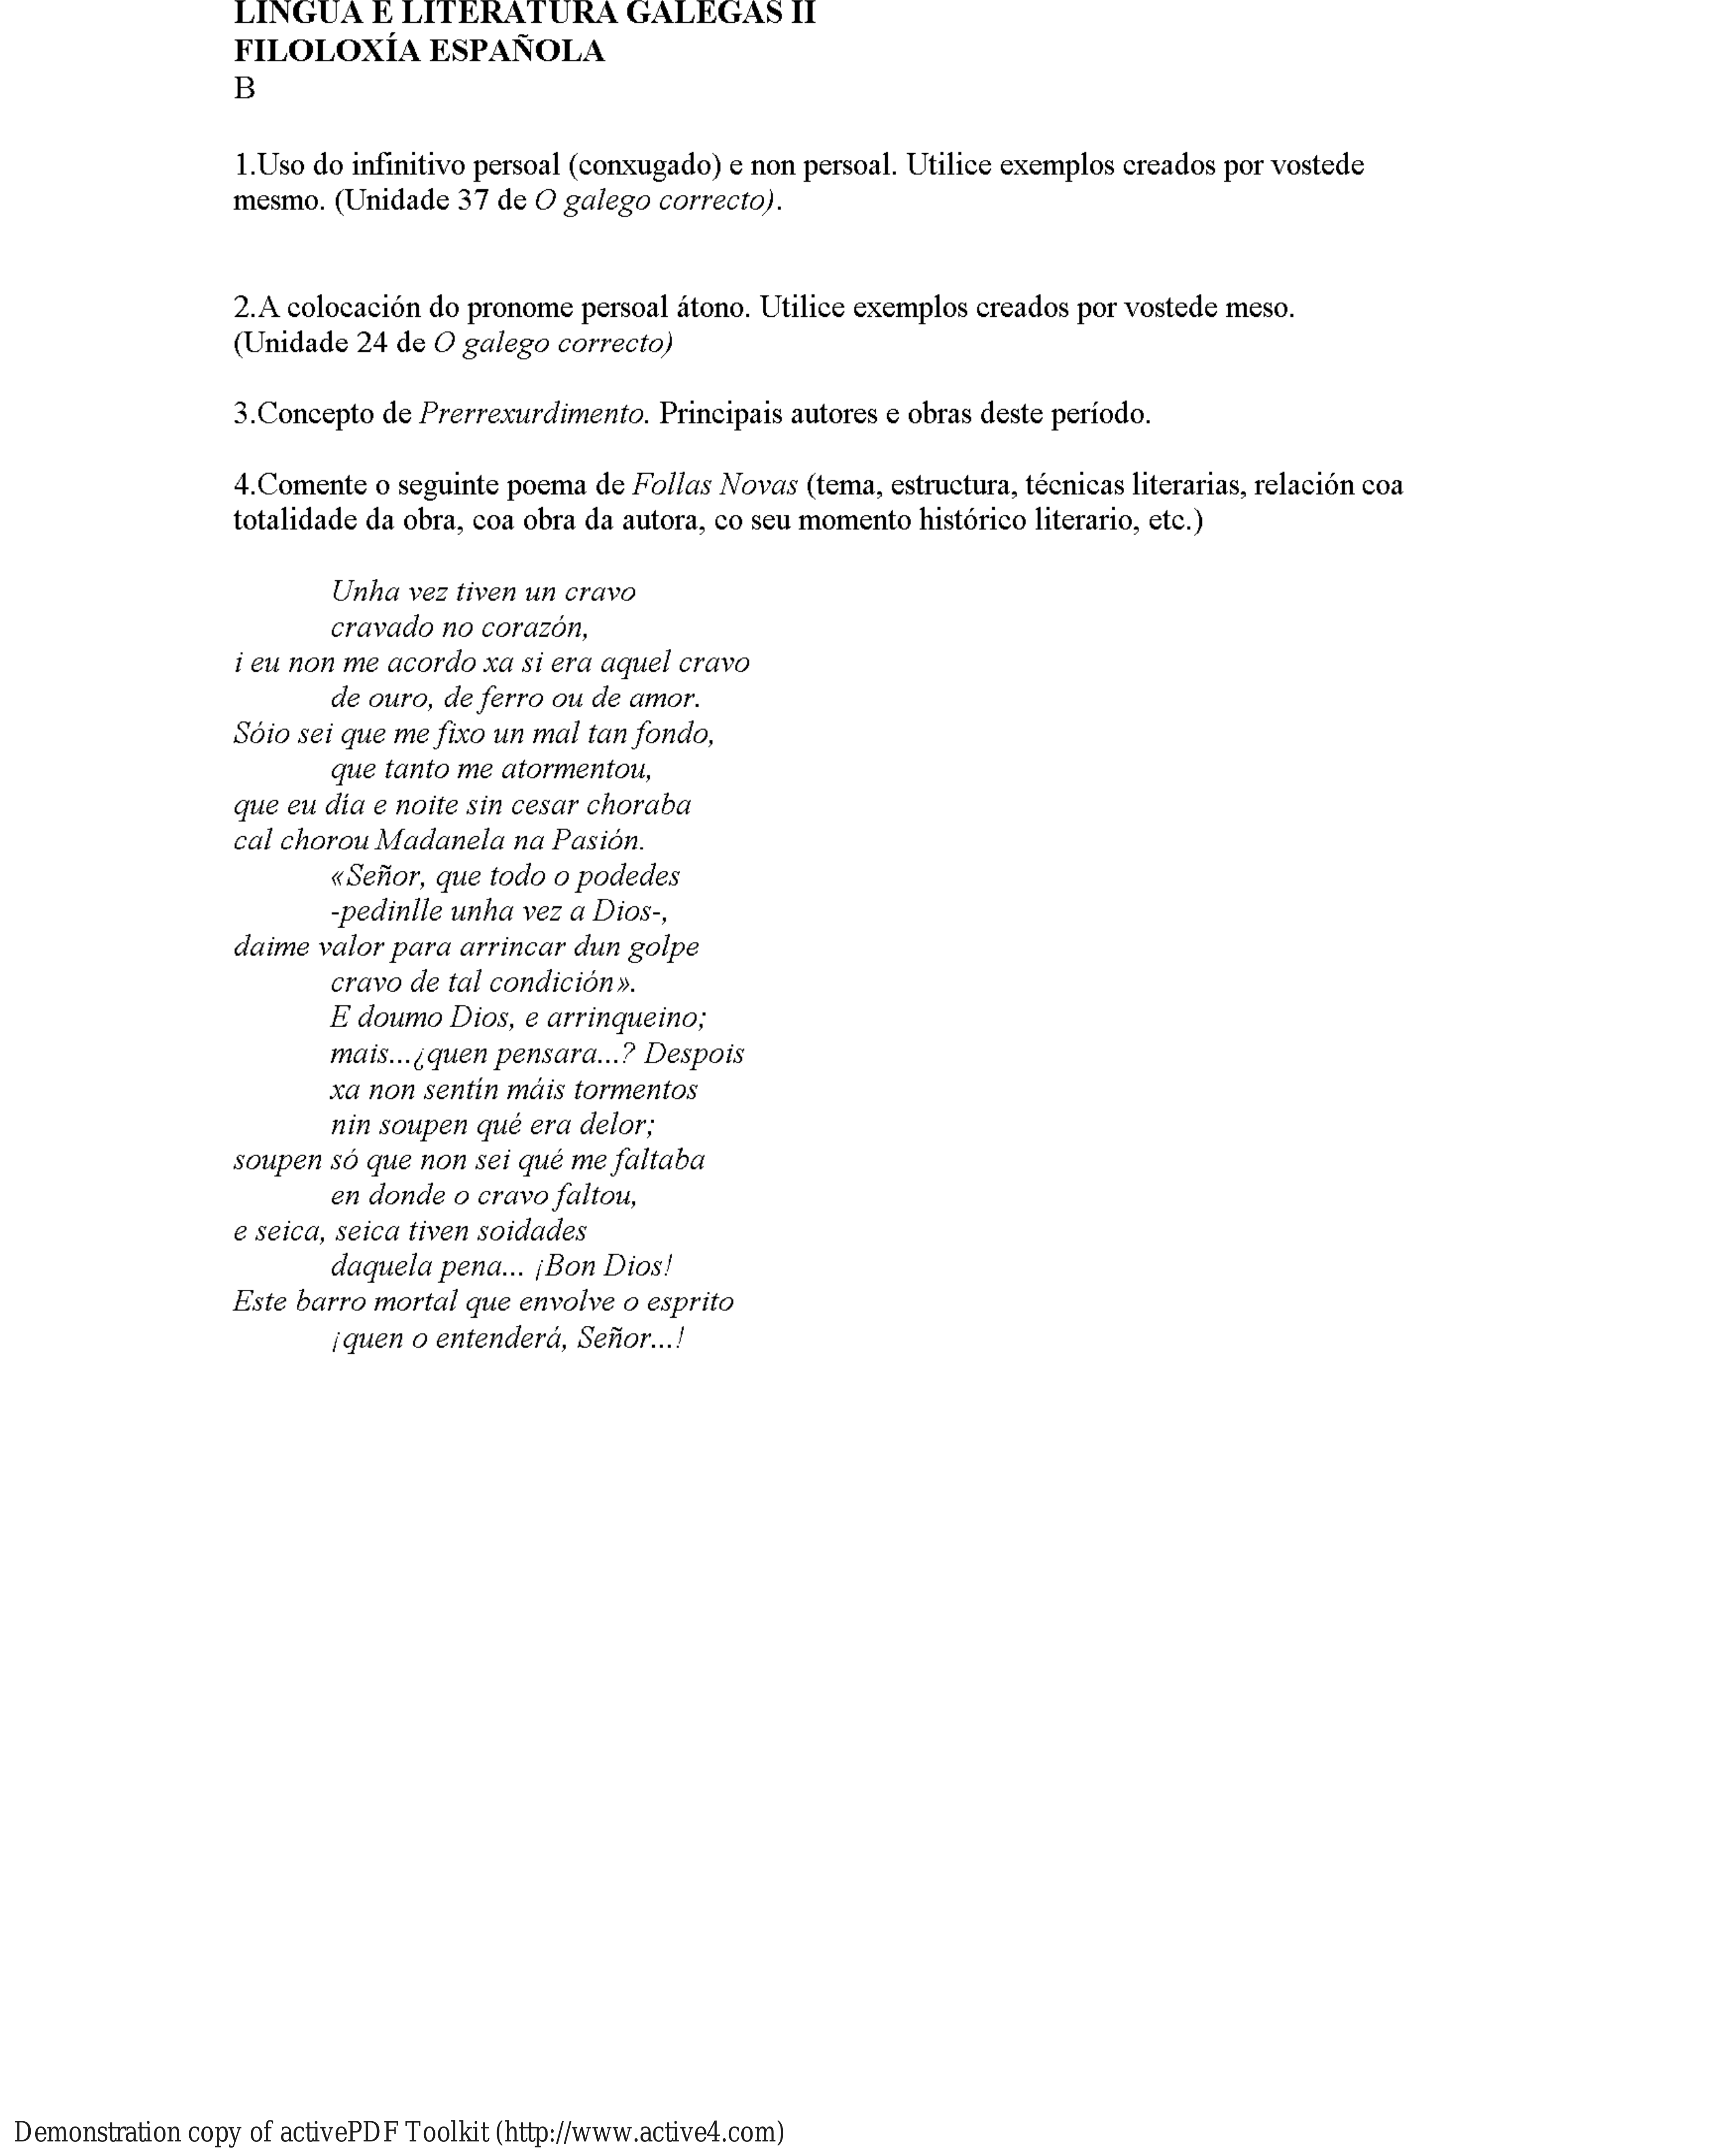 LINGUA E LITERATURA GALEGAS II
FILOLOXÍA ESPAÑOLA
B
1.Uso do infinitivo persoal (conxugado) e non persoal. Utilice exemplos creados por vostede
mesmo. (Unidade 37 de O galego correcto).
2.A colocación do pronome persoal átono. Utilice exemplos creados por vostede meso.
(Unidade 24 de O galego correcto)
3.Concepto de Prerrexurdimento. Principais autores e obras deste período.
4.Comente o seguinte poema de Follas Novas (tema, estructura, técnicas literarias, relación coa
totalidade da obra, coa obra da autora, co seu momento histórico literario, etc.)
Unha vez tiven un cravo
cravado no corazón,
i eu non me acordo xa si era aquel cravo
de ouro, de ferro ou de amor.
Sóio sei que me fixo un mal tan fondo,
que tanto me atormentou,
que eu día e noite sin cesar choraba
cal chorou Madanela na Pasión.
«Señor, que todo o podedes
-pedinlle unha vez a Dios-,
daime valor para arrincar dun golpe
cravo de tal condición».
E doumo Dios, e arrinqueino;
mais...¿quen pensara...? Despois
xa non sentín máis tormentos
nin soupen qué era delor;
soupen só que non sei qué me faltaba
en donde o cravo faltou,
e seica, seica tiven soidades
daquela pena... ¡Bon Dios!
Este barro mortal que envolve o esprito
¡quen o entenderá, Señor...!
Demonstration copy of activePDF Toolkit (http://www.active4.com)